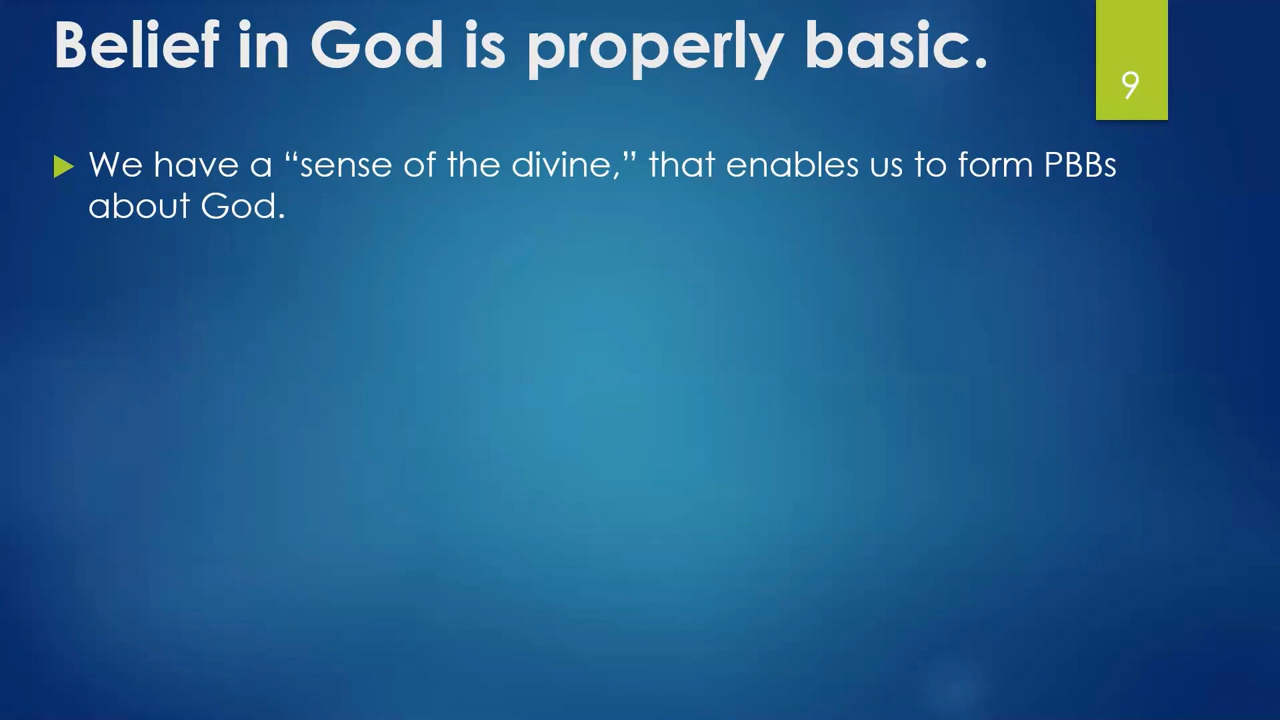 Belief in God is properly basic.
9
We have a “sense of the divine,” that enables us to form PBBs
about God.